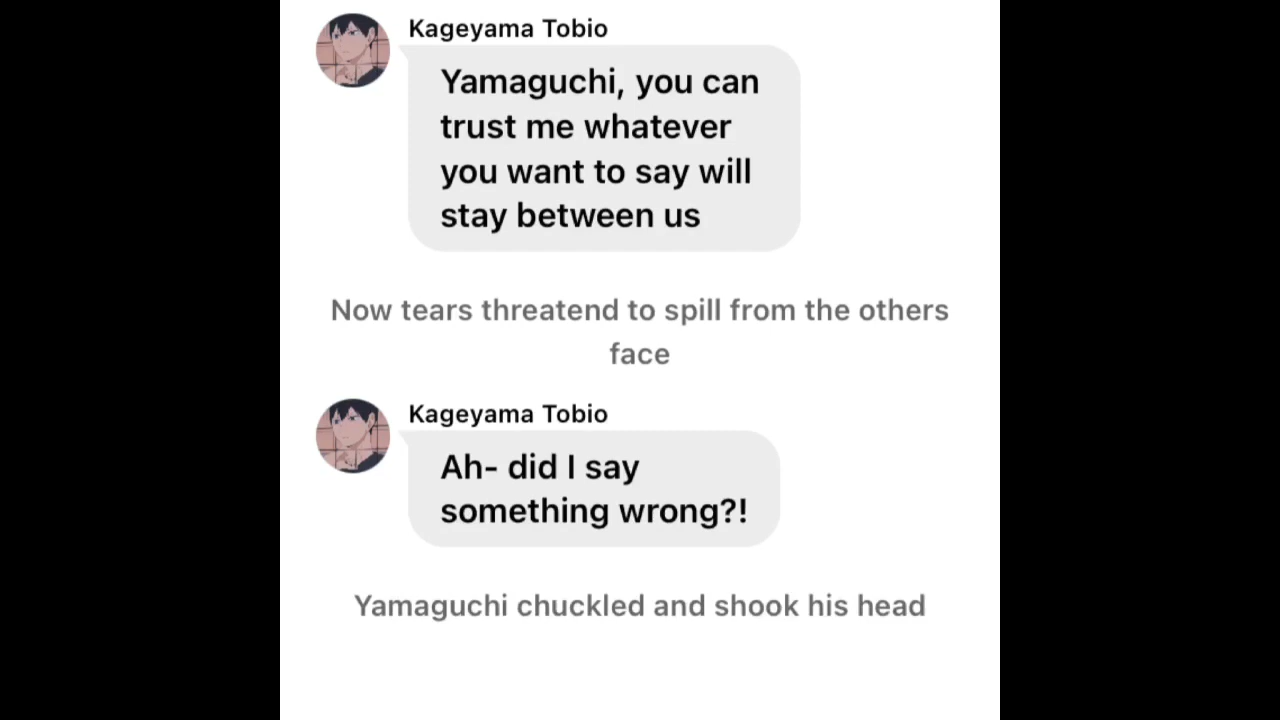 Kageyama Tobio
Yamaguchi, you can
trust me whatever
you want to say will
stay between us
Now tears threatend to spill from the others
face
Kageyama Tobio
Ah- did I say
something wrong?!
Yamaguchi chuckled and shook his head